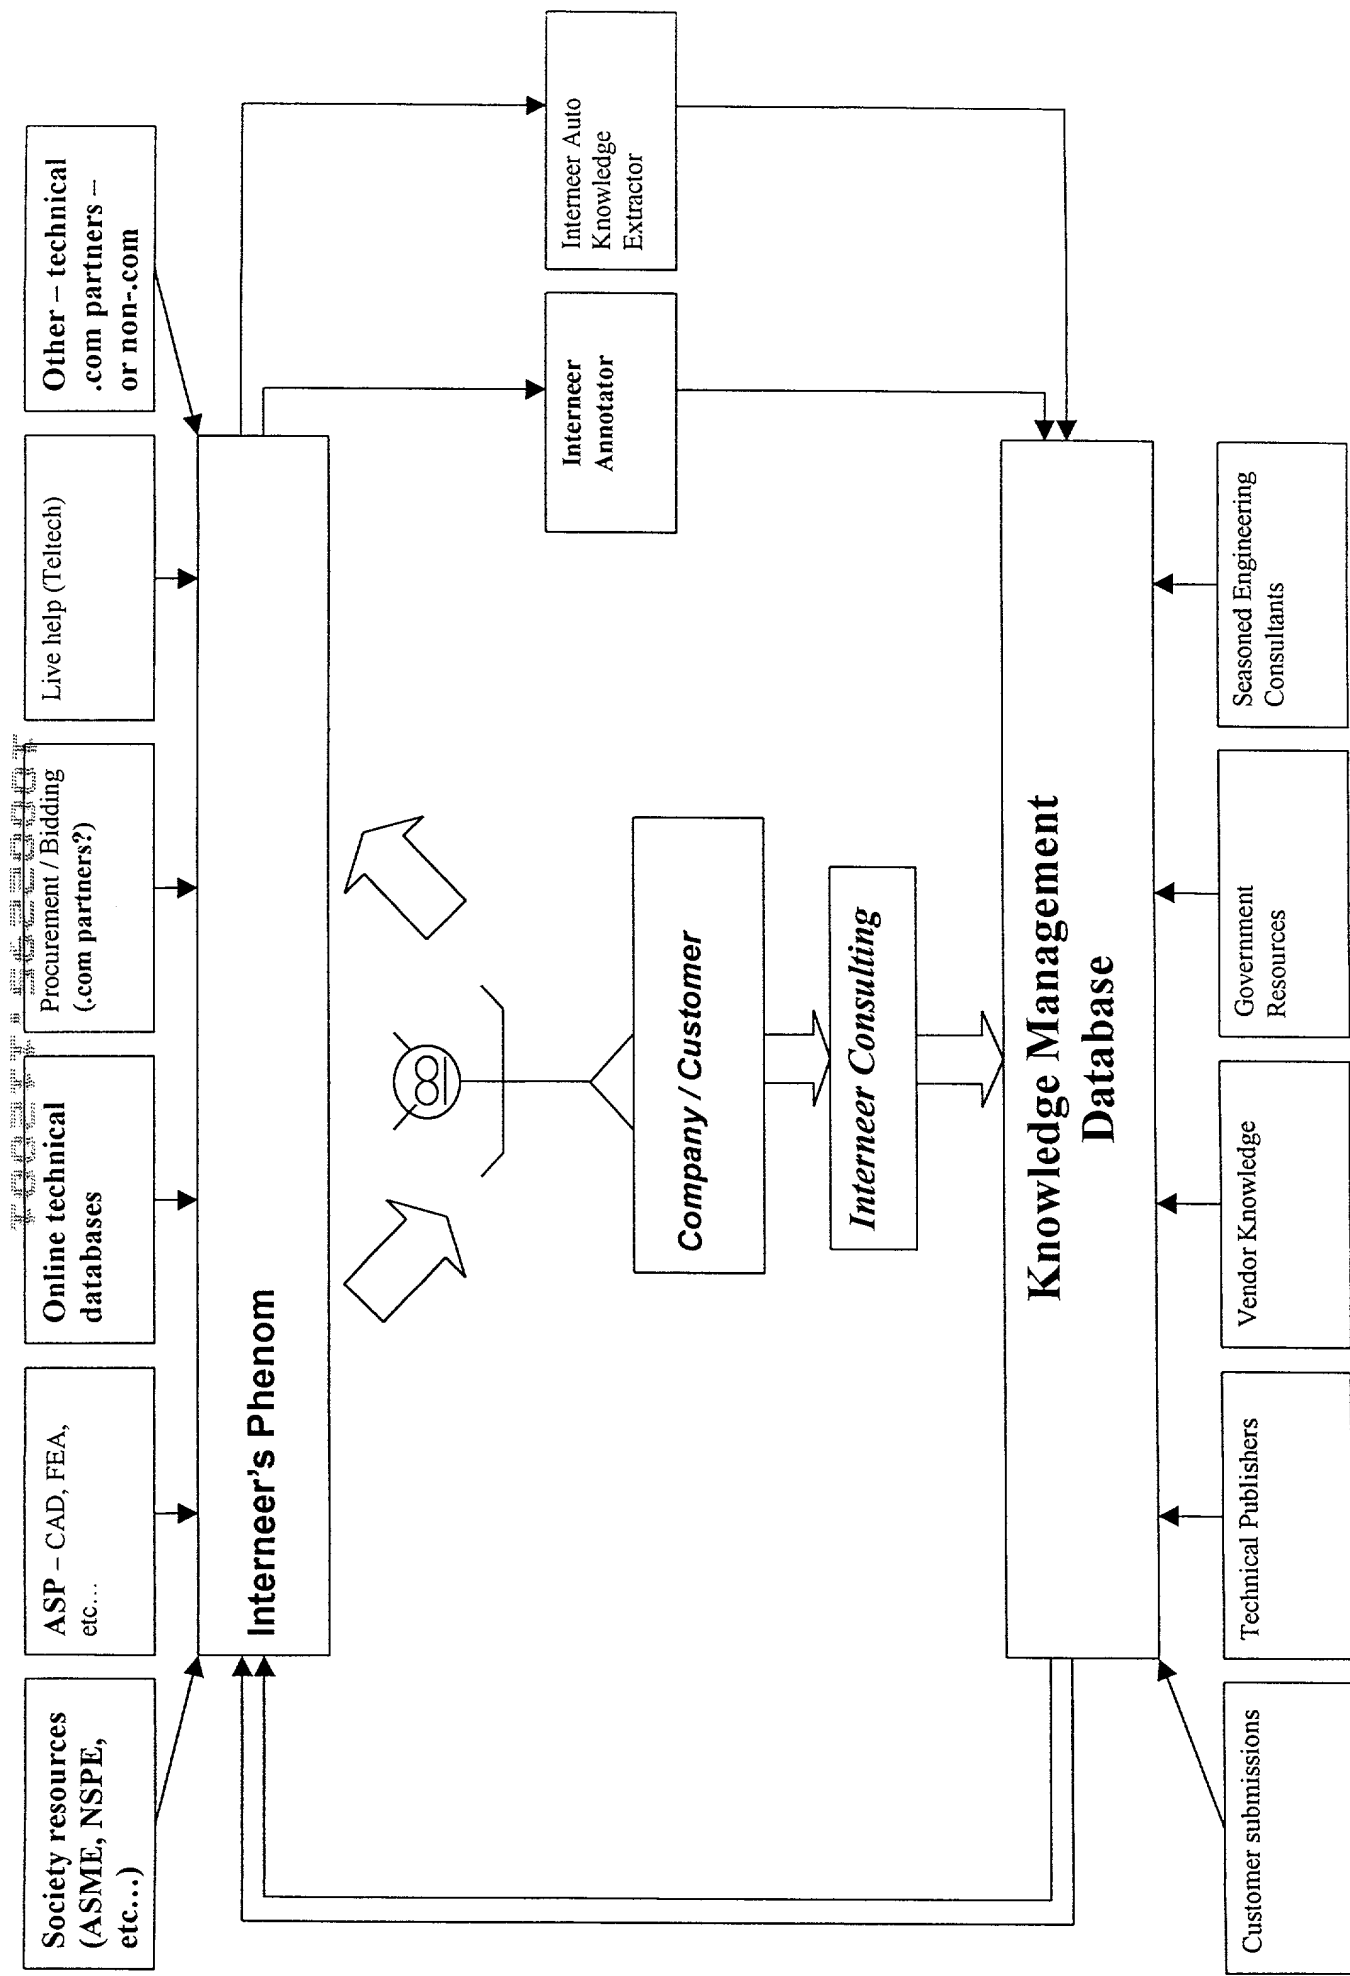 Society resources
(ASME, NSPE,
etc...)
ASP – CAD, FEA,
etc...
Online technical
databases
Procurement / Bidding
(.com partners?)
Live help (Teltech)
Other – technical
.com partners –
or non-.com
Interneer's Phenom
Interneer
Annotator
Interneer Auto
Knowledge
Extractor
Company / Customer
Interneer Consulting
Knowledge Management
Database
Customer submissions
Technical Publishers
Vendor Knowledge
Government
Resources
Seasoned Engineering
Consultants